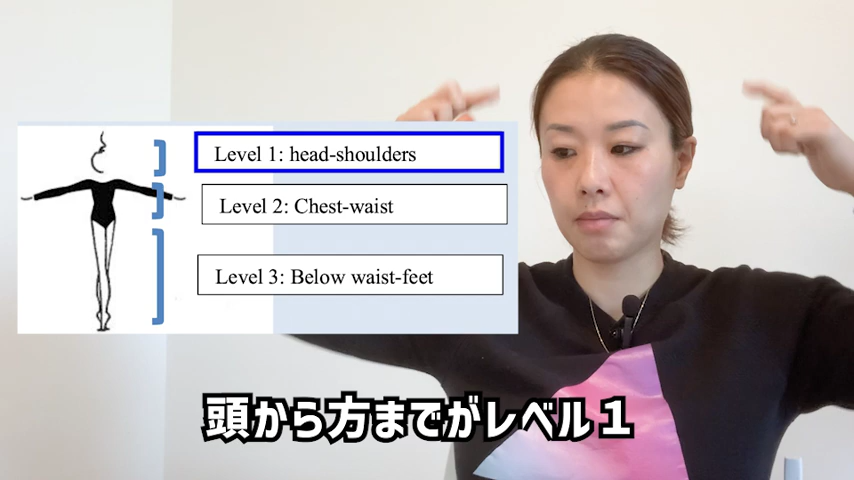 Level 1: head-shoulders
Level 2: Chest-waist
Level 3: Below waist-feet
頭から方までがレベル１